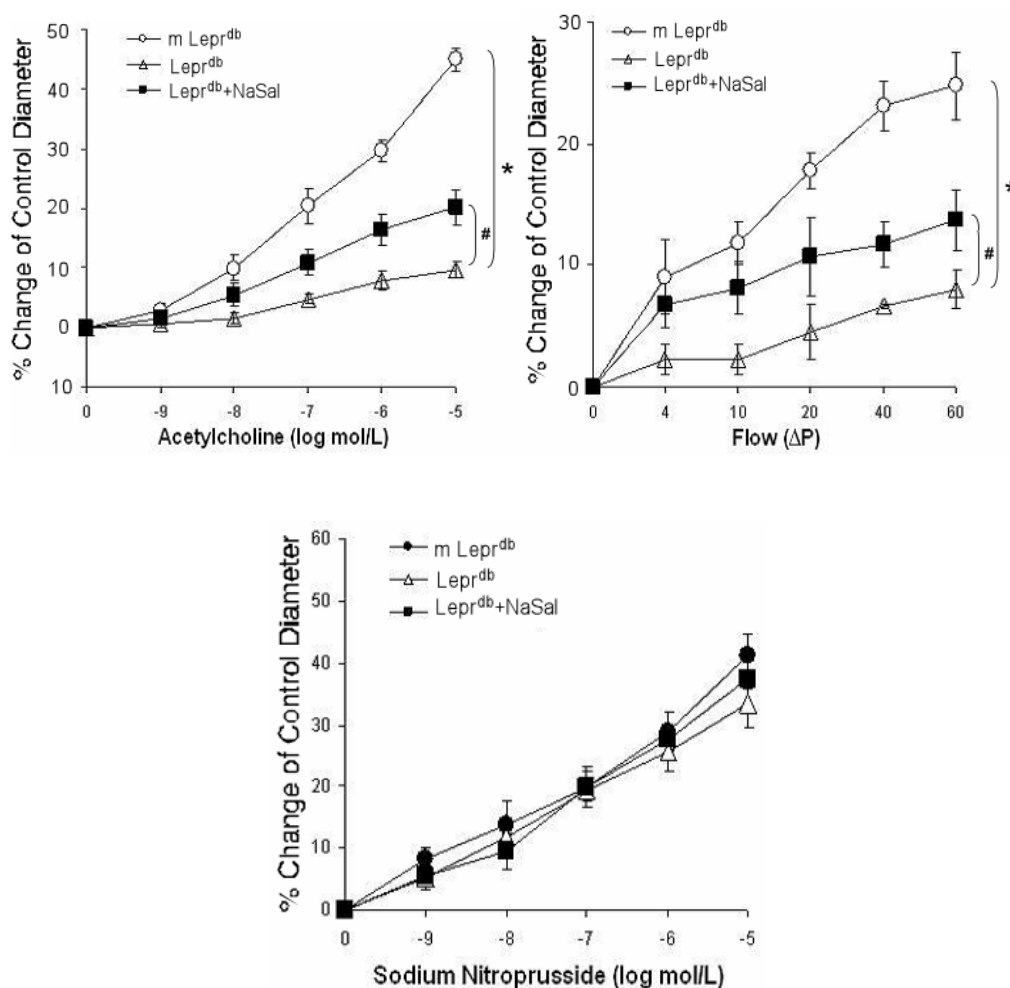 % Change of Control Diameter
50
40
30
20
10
0
10
m Lepr^db
Lepr^db
Lepr^db+NaSal
*
#
0 -9 -8 -7 -6 -5
Acetylcholine (log mol/L)
% Change of Control Diameter
30
20
10
0
m Lepr^db
Lepr^db
Lepr^db+NaSal
*
#
0 4 10 20 40 60
Flow (ΔP)
% Change of Control Diameter
60
50
40
30
20
10
0
m Lepr^db
Lepr^db
Lepr^db+NaSal
0 -9 -8 -7 -6 -5
Sodium Nitroprusside (log mol/L)